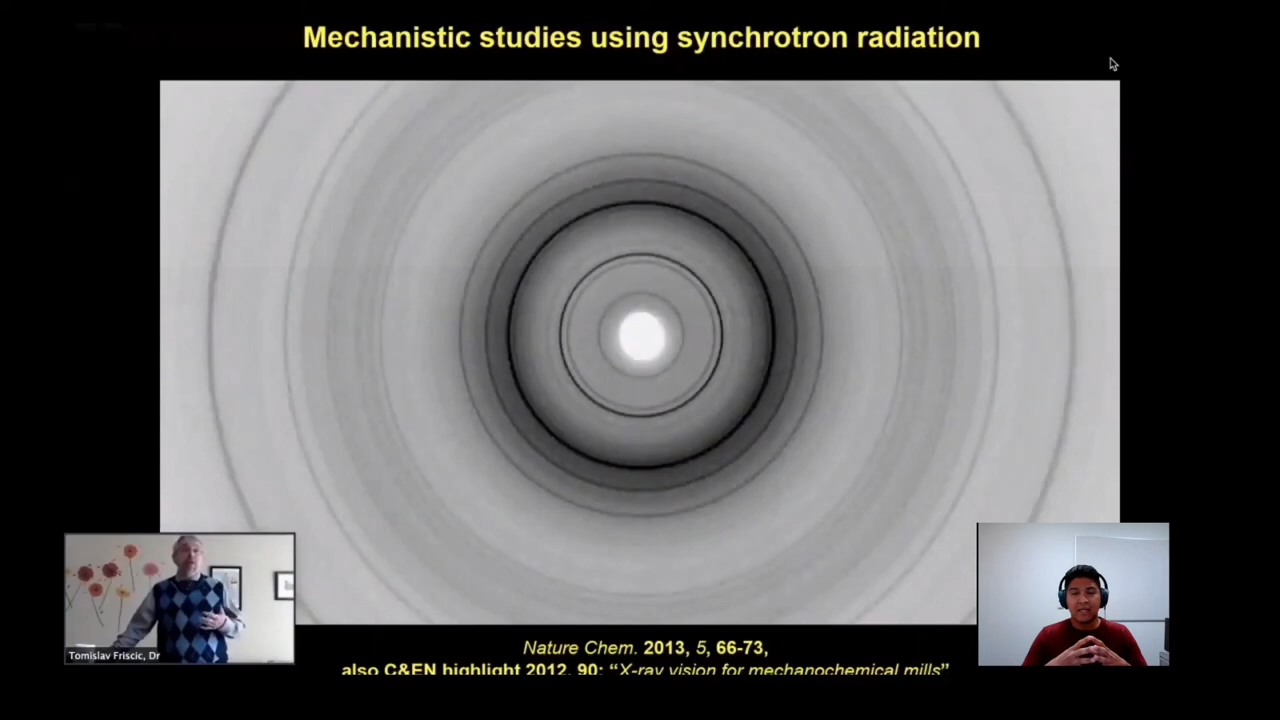 Mechanistic studies using synchrotron radiation
Tomislav Friscic, Dr
Nature Chem. 2013, 5, 66-73,
also C&EN highlight 2012, 90: “X-ray vision for mechanochemical mills”